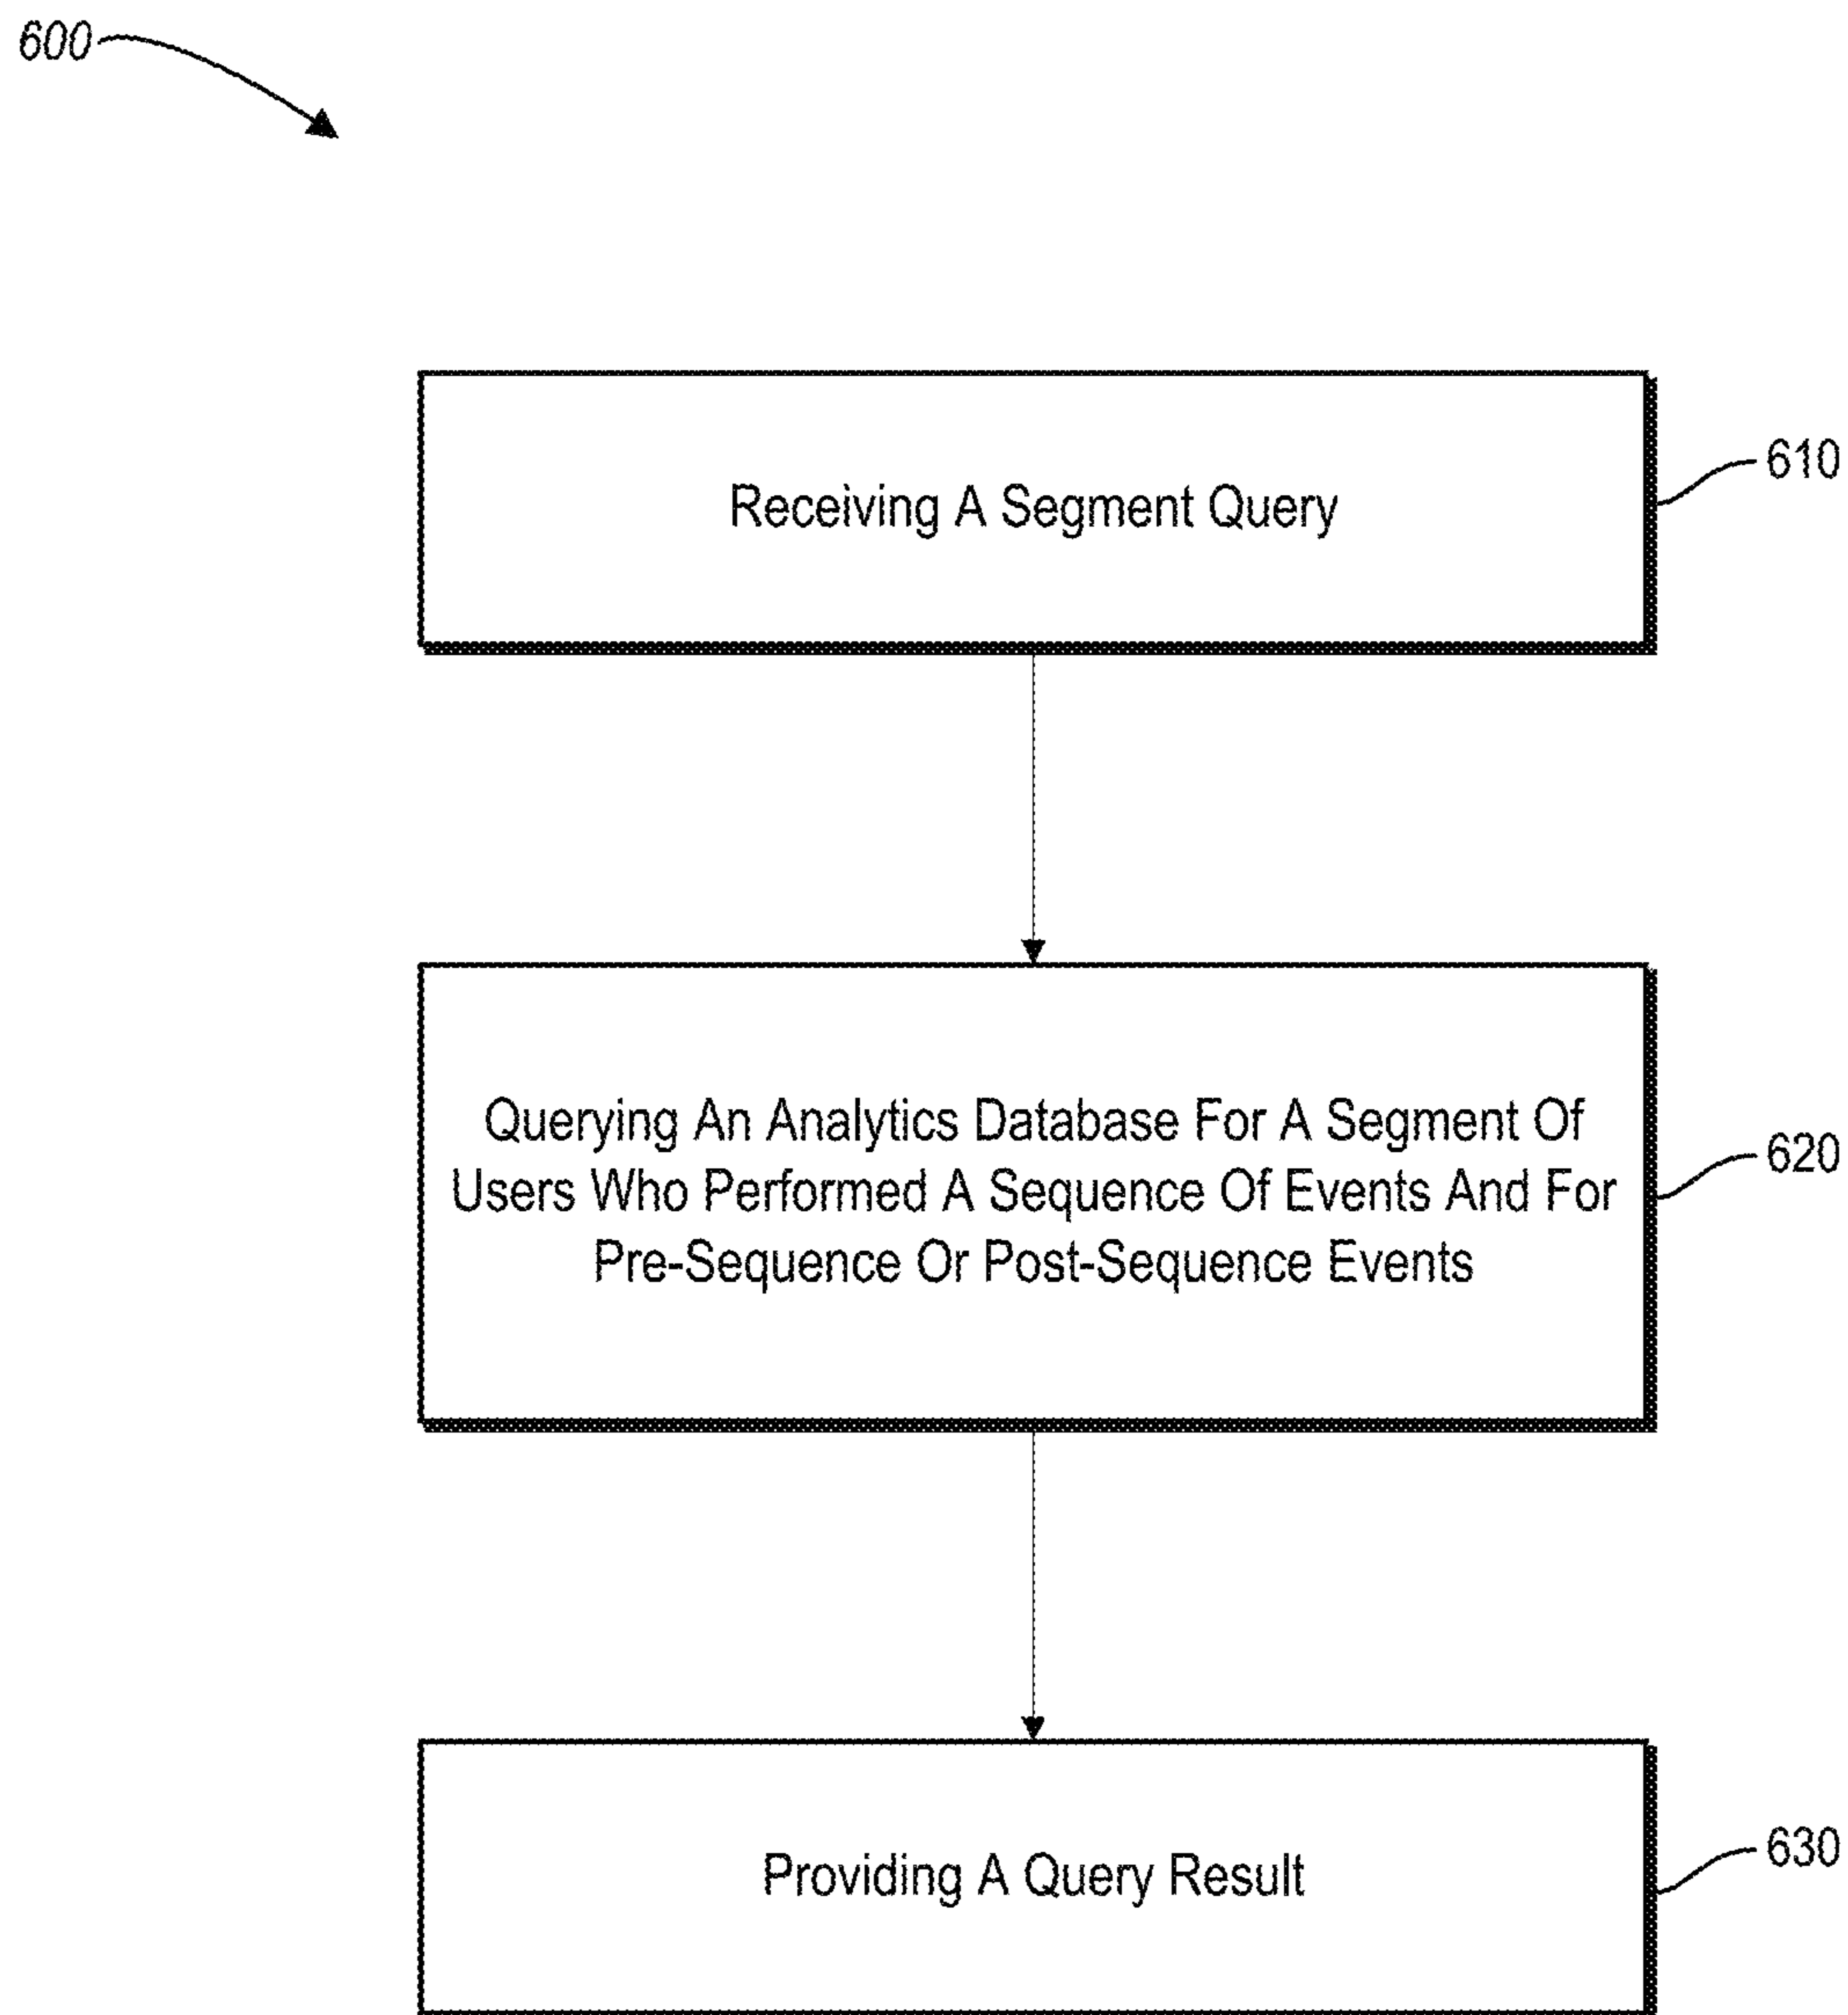 600
Receiving A Segment Query
610
Querying An Analytics Database For A Segment Of
Users Who Performed A Sequence Of Events And For
Pre-Sequence Or Post-Sequence Events
620
Providing A Query Result
630